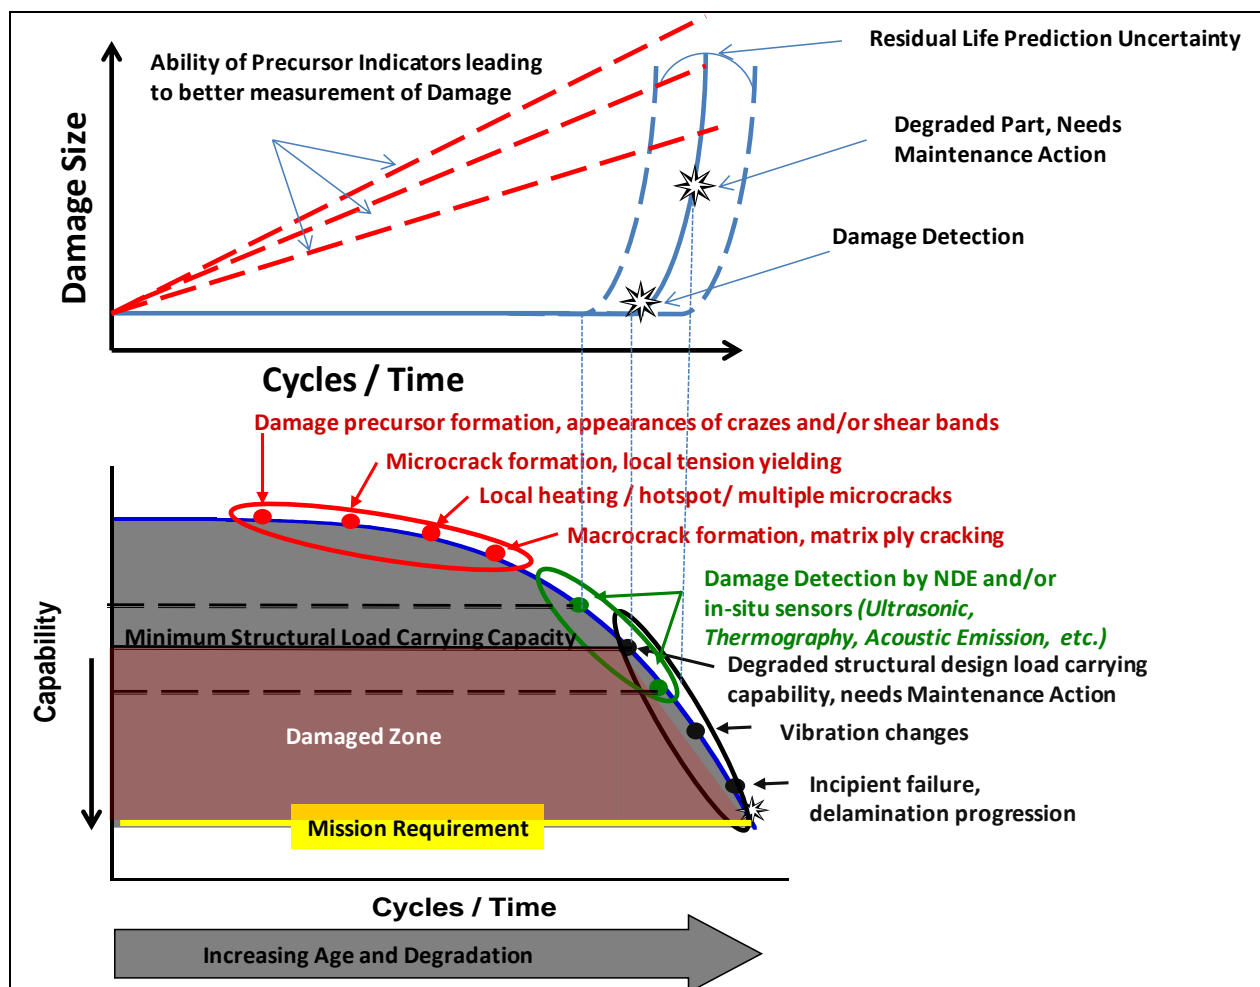 Residual Life Prediction Uncertainty
Ability of Precursor Indicators leading
to better measurement of Damage
Degraded Part, Needs
Maintenance Action
Damage Detection
Damage Size
Cycles / Time
Damage precursor formation, appearances of crazes and/or shear bands
Microcrack formation, local tension yielding
Local heating / hotspot/ multiple microcracks
Macrocrack formation, matrix ply cracking
Damage Detection by NDE and/or
in-situ sensors (Ultrasonic,
Thermography, Acoustic Emission, etc.)
Minimum Structural Load Carrying Capacity
Degraded structural design load carrying
capability, needs Maintenance Action
Capability
Damaged Zone
Vibration changes
Incipient failure,
delamination progression
Mission Requirement
Cycles / Time
Increasing Age and Degradation